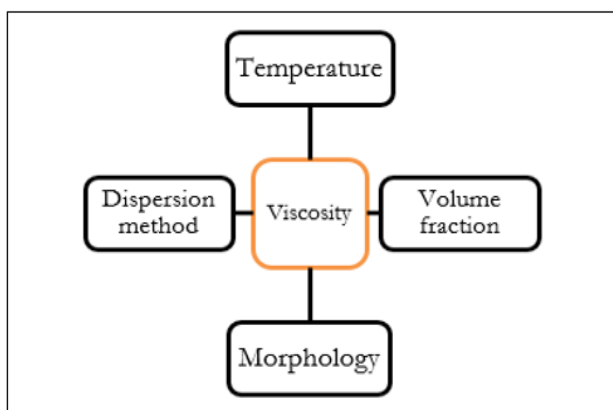 Temperature
Dispersion
method
Viscosity
Volume
fraction
Morphology